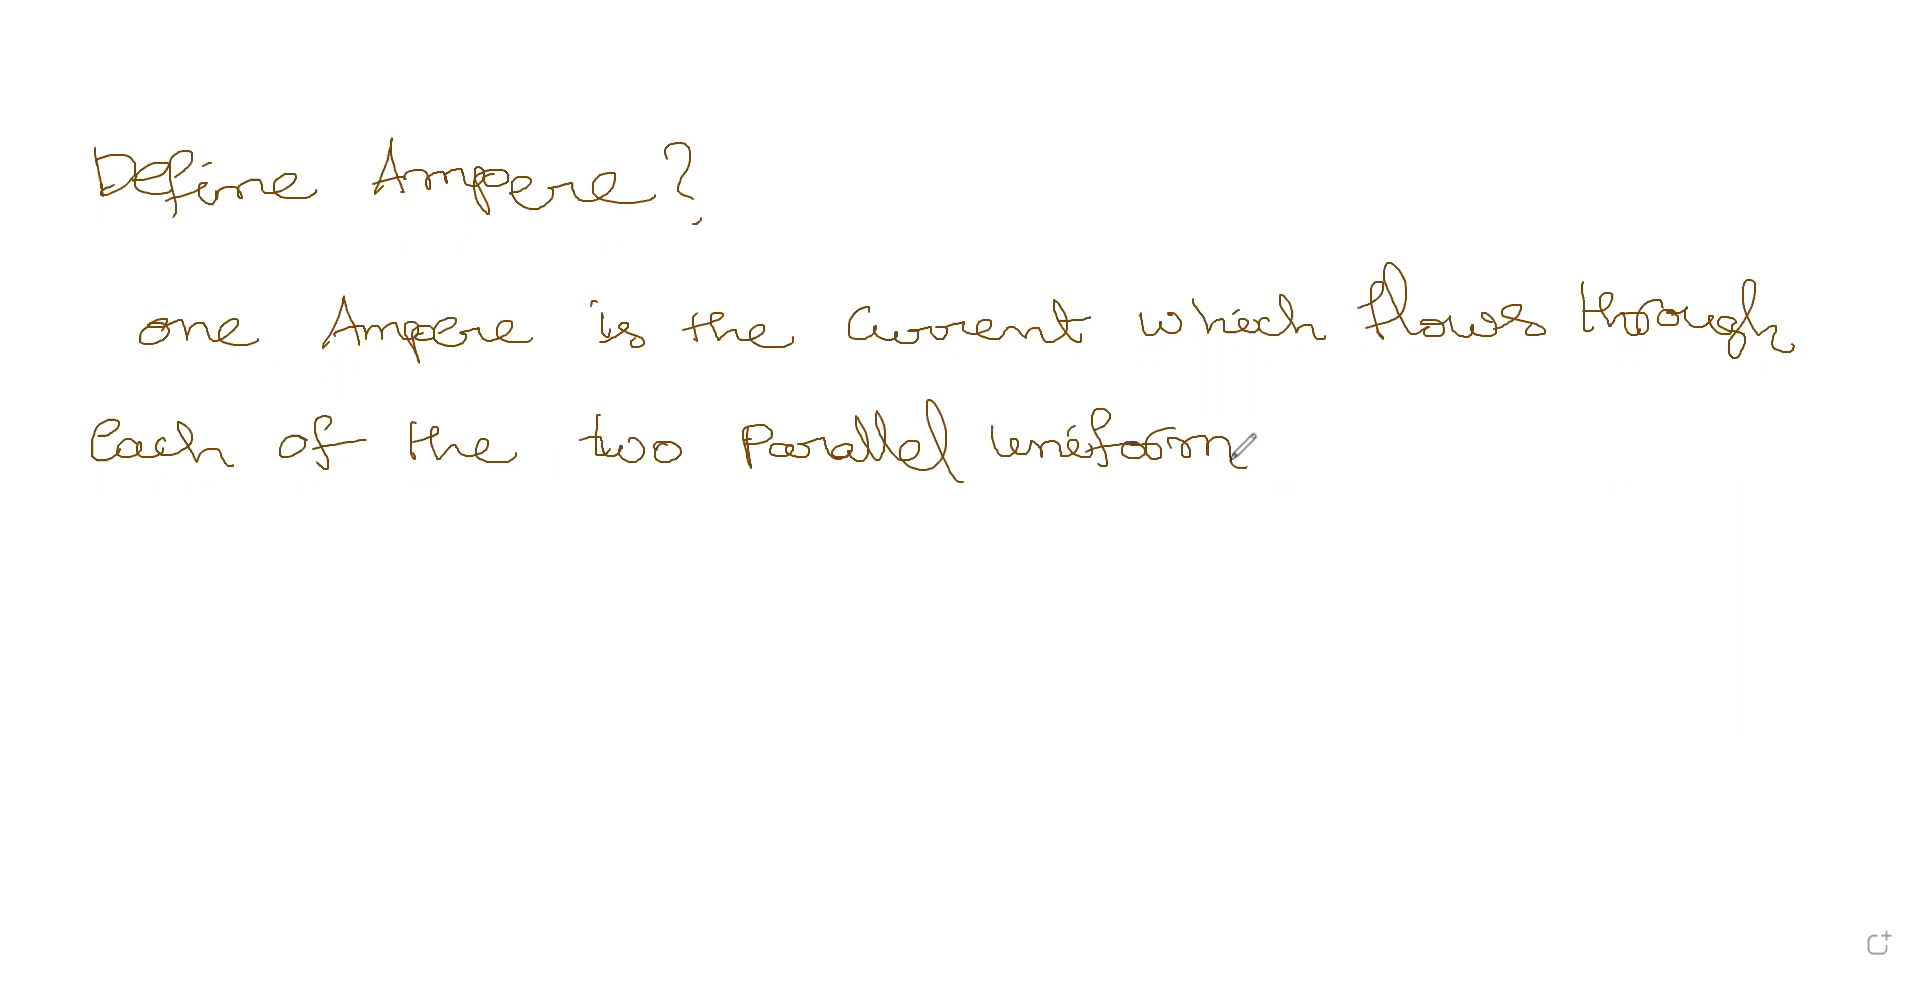 Define Ampere?
one Ampere is the Current which flows through
each of the two Parallel uniform